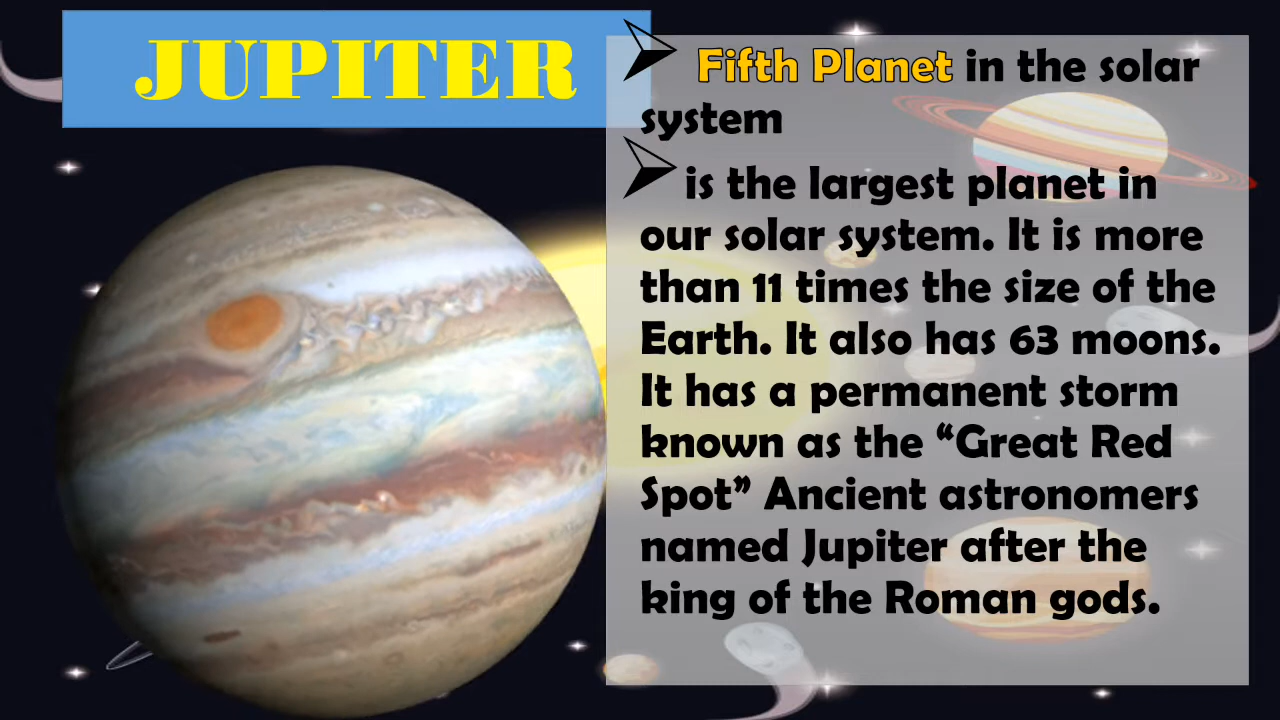 JUPITER
Fifth Planet in the solar
system
is the largest planet in
our solar system. It is more
than 11 times the size of the
Earth. It also has 63 moons.
It has a permanent storm
known as the “Great Red
Spot” Ancient astronomers
named Jupiter after the
king of the Roman gods.